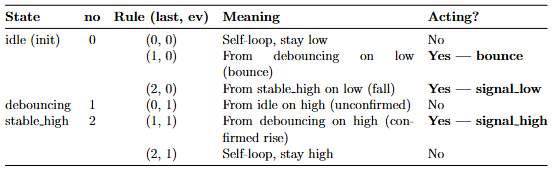 State no Rule (last, ev) Meaning Acting?
idle (init) 0 (0, 0) Self-loop, stay low No
(1, 0) From debouncing on low Yes — bounce
(bounce)
(2, 0) From stable_high on low (fall) Yes — signal_low
debouncing 1 (0, 1) From idle on high (unconfirmed) No
stable_high 2 (1, 1) From debouncing on high (con- Yes — signal_high
firmed rise)
(2, 1) Self-loop, stay high No